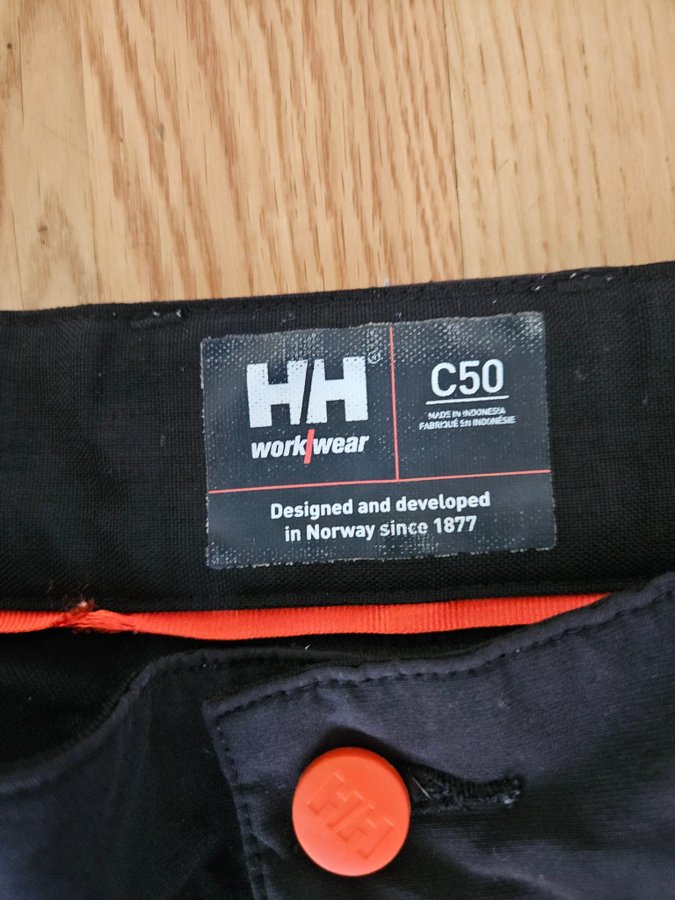 HH®
work/wear
C50
MADE IN INDONESIA
FABRIQUÉ EN INDONÉSIE
Designed and developed
in Norway since 1877
HH